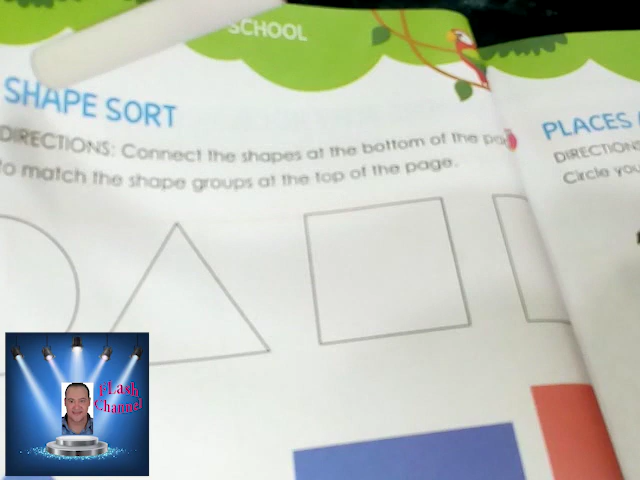 SCHOOL
SHAPE SORT
DIRECTIONS: Connect the shapes at the bottom of the
to match the shape groups at the top of the page.
PLACES
DIRECTIONS
Circle you
FLash
Channel